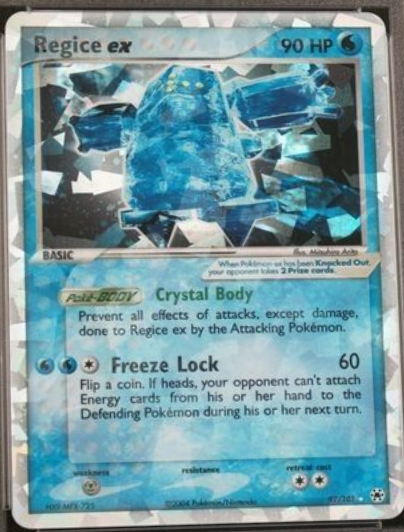 Regice ex
90 HP
BASIC
Illus. Mitsuhiro Arita
When Pokémon-ex has been Knocked Out,
your opponent takes 2 Prize cards.
Poké-BODY Crystal Body
Prevent all effects of attacks, except damage,
done to Regice ex by the Attacking Pokémon.
Freeze Lock 60
Flip a coin. If heads, your opponent can't attach
Energy cards from his or her hand to the
Defending Pokémon during his or her next turn.
weakness resistance retreat cost
©2004 Pokémon/Nintendo 97/101